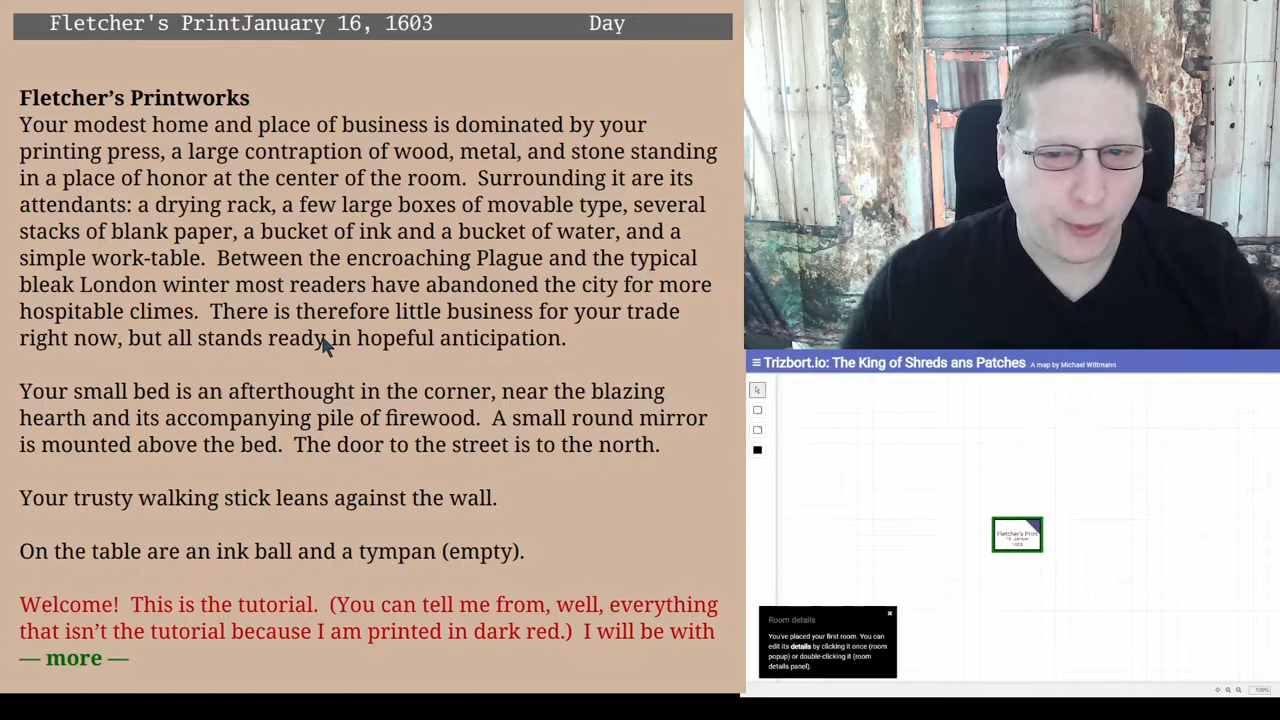 Fletcher's PrintJanuary 16, 1603 Day
Fletcher’s Printworks
Your modest home and place of business is dominated by your
printing press, a large contraption of wood, metal, and stone standing
in a place of honor at the center of the room. Surrounding it are its
attendants: a drying rack, a few large boxes of movable type, several
stacks of blank paper, a bucket of ink and a bucket of water, and a
simple work-table. Between the encroaching Plague and the typical
bleak London winter most readers have abandoned the city for more
hospitable climes. There is therefore little business for your trade
right now, but all stands ready in hopeful anticipation.
Your small bed is an afterthought in the corner, near the blazing
hearth and its accompanying pile of firewood. A small round mirror
is mounted above the bed. The door to the street is to the north.
Your trusty walking stick leans against the wall.
On the table are an ink ball and a tympan (empty).
Welcome! This is the tutorial. (You can tell me from, well, everything
that isn’t the tutorial because I am printed in dark red.) I will be with
— more —
Trizbort.io: The King of Shreds ans Patches A map by Michael Wittmann
Fletcher's Print
16. Januar
1603
Room details
You've placed your first room. You can
edit its details by clicking it once (room
popup) or double-clicking it (room
details panel).
100%